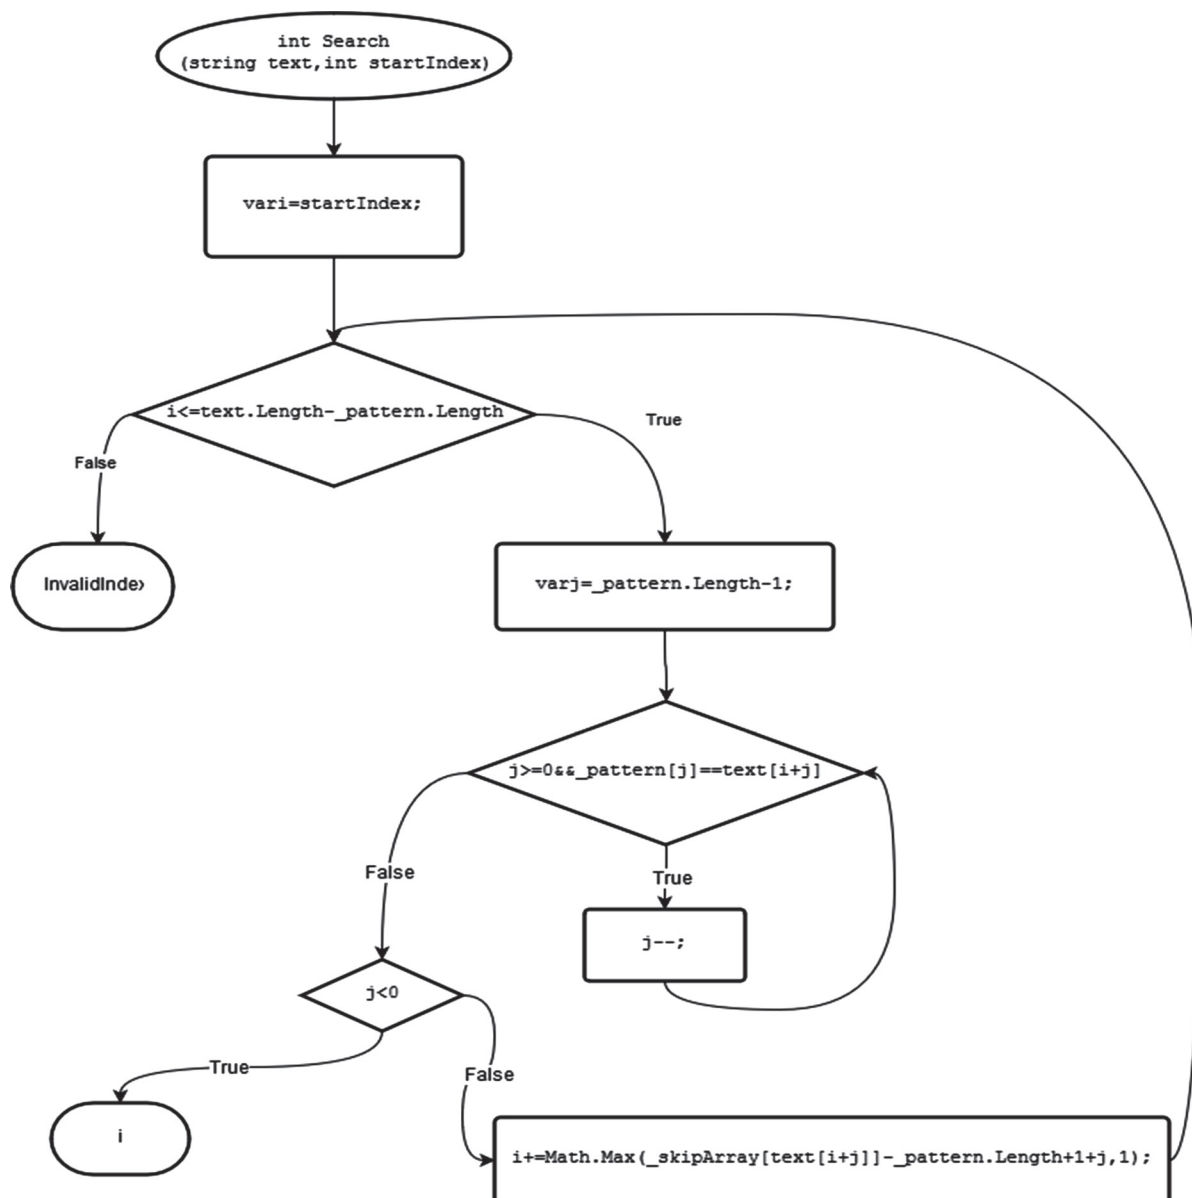 int Search
(string text,int startIndex)
vari=startIndex;
i<=text.Length-_pattern.Length
True
False
InvalidIndex
varj=_pattern.Length-1;
j>=0&&_pattern[j]==text[i+j]
False
True
j--;
j<0
True
False
i
i+=Math.Max(_skipArray[text[i+j]]-_pattern.Length+1+j,1);